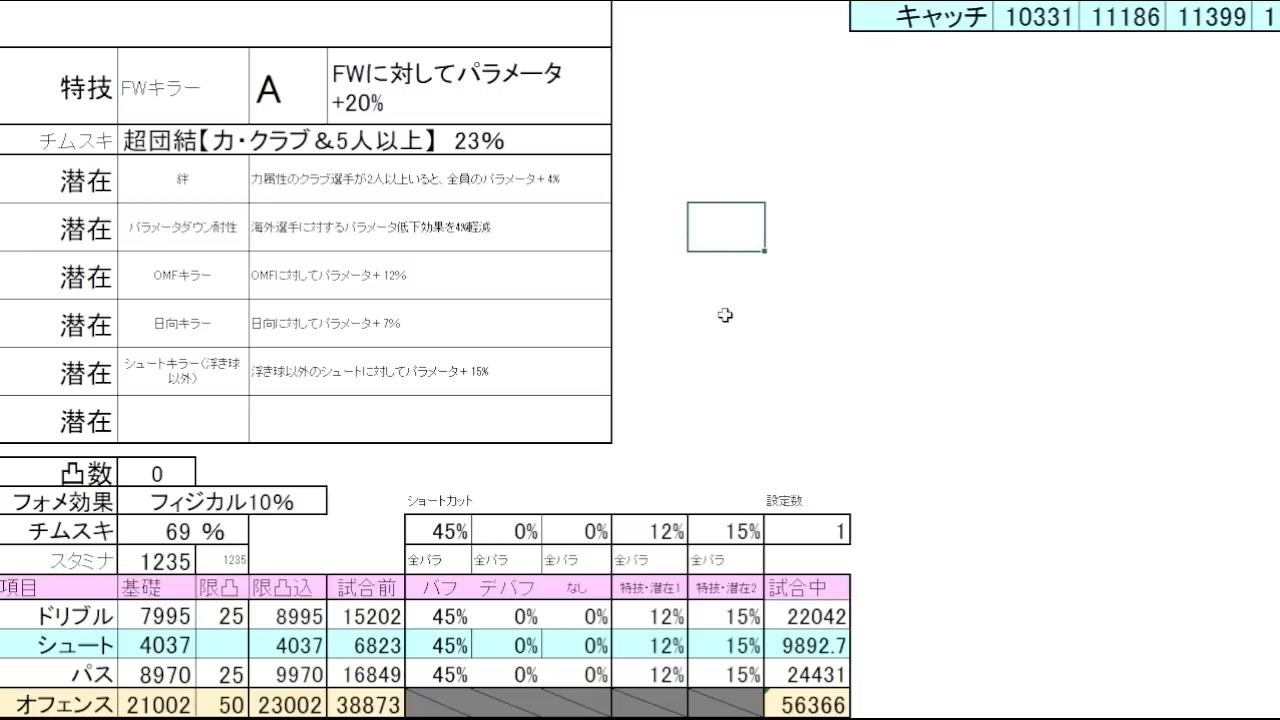 キャッチ 10331 11186 11399 1
特技 FWキラー A FWに対してパラメータ
+20%
チムスキ 超団結【力・クラブ＆5人以上】 23%
潜在 絆 力属性のクラブ選手が2人以上いると、全員のパラメータ＋4%
潜在 パラメータダウン耐性 海外選手に対するパラメータ低下効果を4%軽減
潜在 OMFキラー OMFに対してパラメータ＋12%
潜在 日向キラー 日向に対してパラメータ＋7%
潜在 シュートキラー（浮き球
以外） 浮き球以外のシュートに対してパラメータ＋15%
潜在
凸数 0
フォメ効果 フィジカル10% ショートカット 設定数
チムスキ 69 % 45% 0% 0% 12% 15% 1
スタミナ 1235 1235 全パラ 全パラ 全パラ 全パラ 全パラ
項目 基礎 限凸 限凸込 試合前 バフ デバフ なし 特技・潜在1 特技・潜在2 試合中
ドリブル 7995 25 8995 15202 45% 0% 0% 12% 15% 22042
シュート 4037 4037 6823 45% 0% 0% 12% 15% 9892.7
パス 8970 25 9970 16849 45% 0% 0% 12% 15% 24431
オフェンス 21002 50 23002 38873 56366